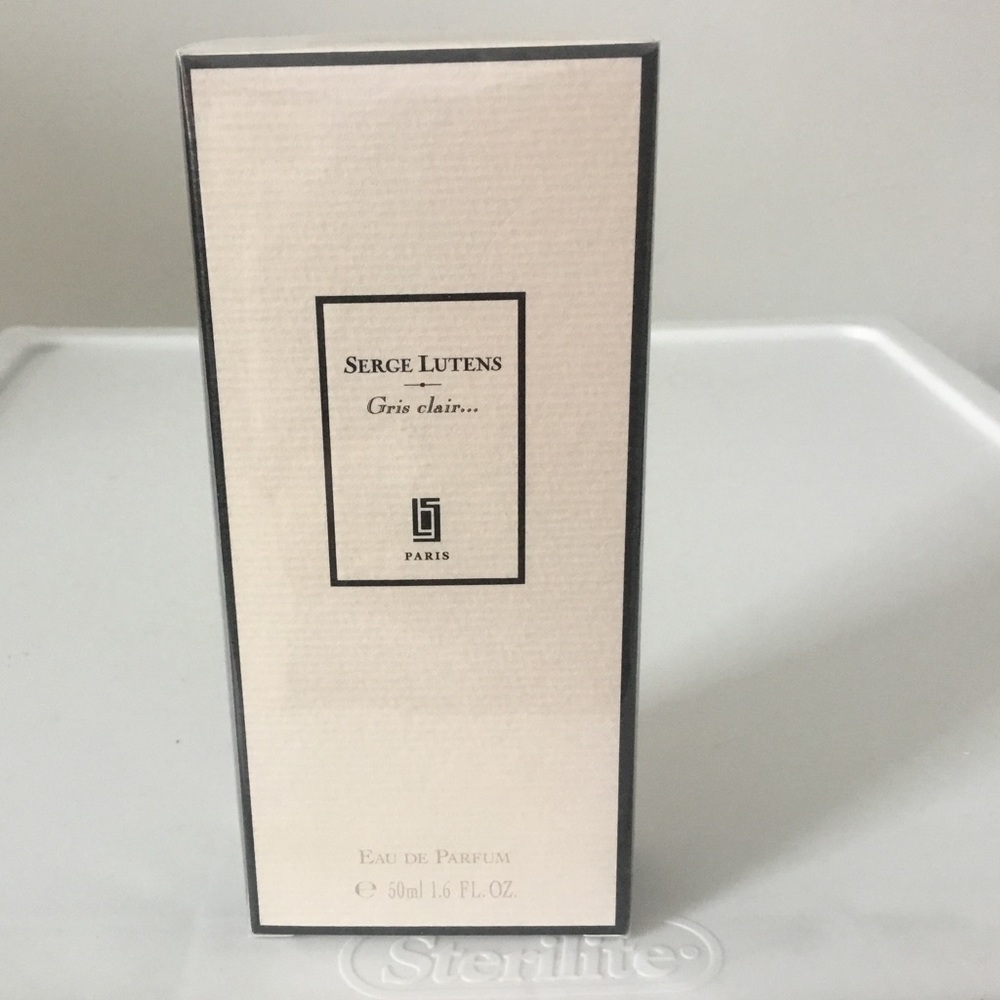 SERGE LUTENS
Gris clair...
PARIS
EAU DE PARFUM
℮ 50ml 1.6 FL.OZ.
Sterilite